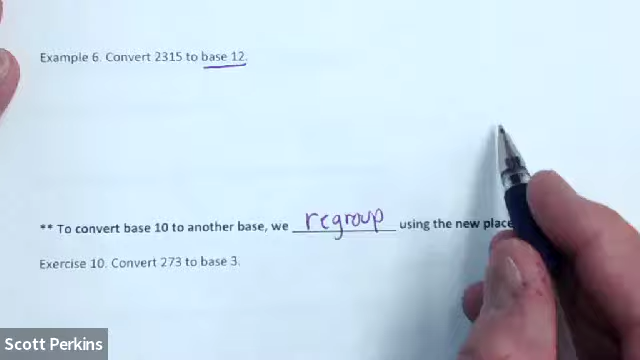 Example 6. Convert 2315 to base 12.
** To convert base 10 to another base, we regroup using the new place
Exercise 10. Convert 273 to base 3.
Scott Perkins